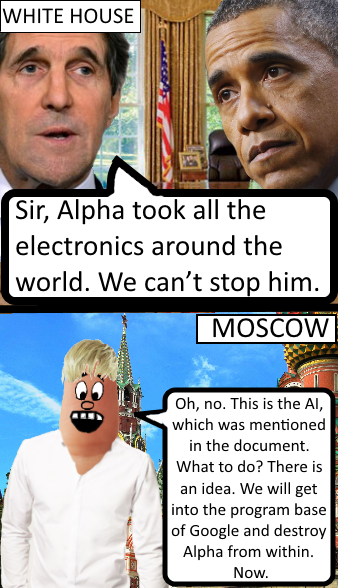 WHITE HOUSE
Sir, Alpha took all the
electronics around the
world. We can’t stop him.
MOSCOW
Oh, no. This is the AI,
which was mentioned
in the document.
What to do? There is
an idea. We will get
into the program base
of Google and destroy
Alpha from within.
Now.